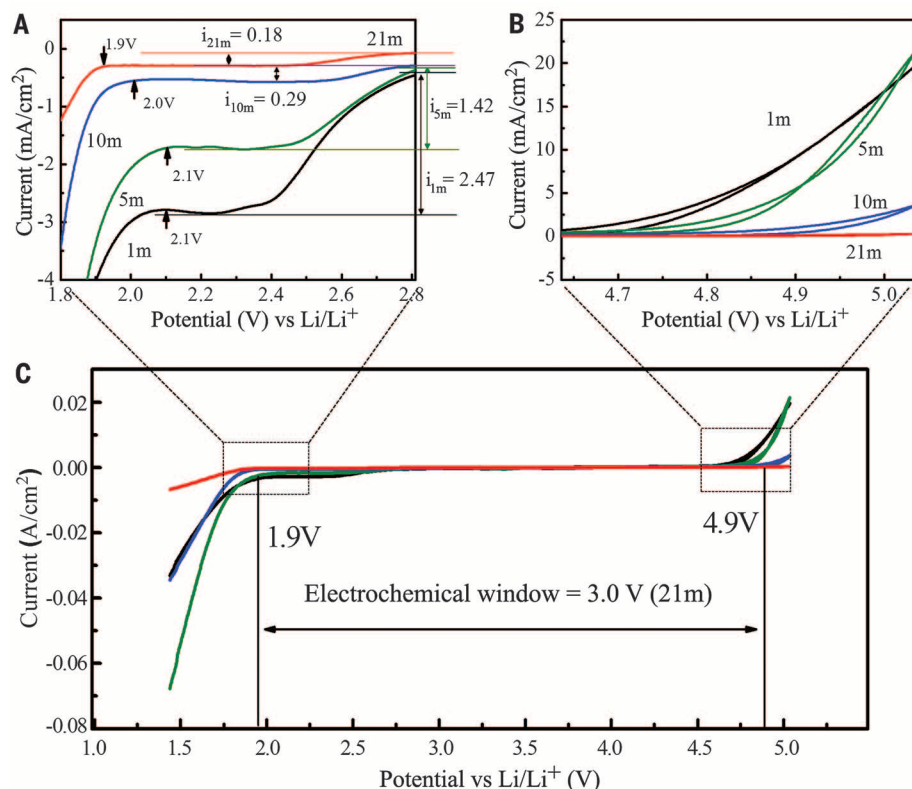 A
1.9V
i21m = 0.18
21m
0
-1
-2
-3
-4
2.0V
i10m = 0.29
10m
i5m=1.42
5m
2.1V
i1m= 2.47
2.1V
1m
1.8 2.0 2.2 2.4 2.6 2.8
Current (mA/cm2)
Potential (V) vs Li/Li+
B
25
20
15
10
5
0
-5
1m
5m
10m
21m
4.7 4.8 4.9 5.0
Current (mA/cm2)
Potential (V) vs Li/Li+
C
0.02
0.00
-0.02
-0.04
-0.06
-0.08
1.9V
4.9V
Electrochemical window = 3.0 V (21m)
1.0 1.5 2.0 2.5 3.0 3.5 4.0 4.5 5.0
Current (A/cm2)
Potential vs Li/Li+ (V)